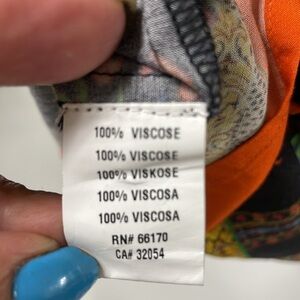 100% VISCOSE
100% VISCOSE
100% VISKOSE
100% VISCOSA
100% VISCOSA
RN# 66170
CA# 32054